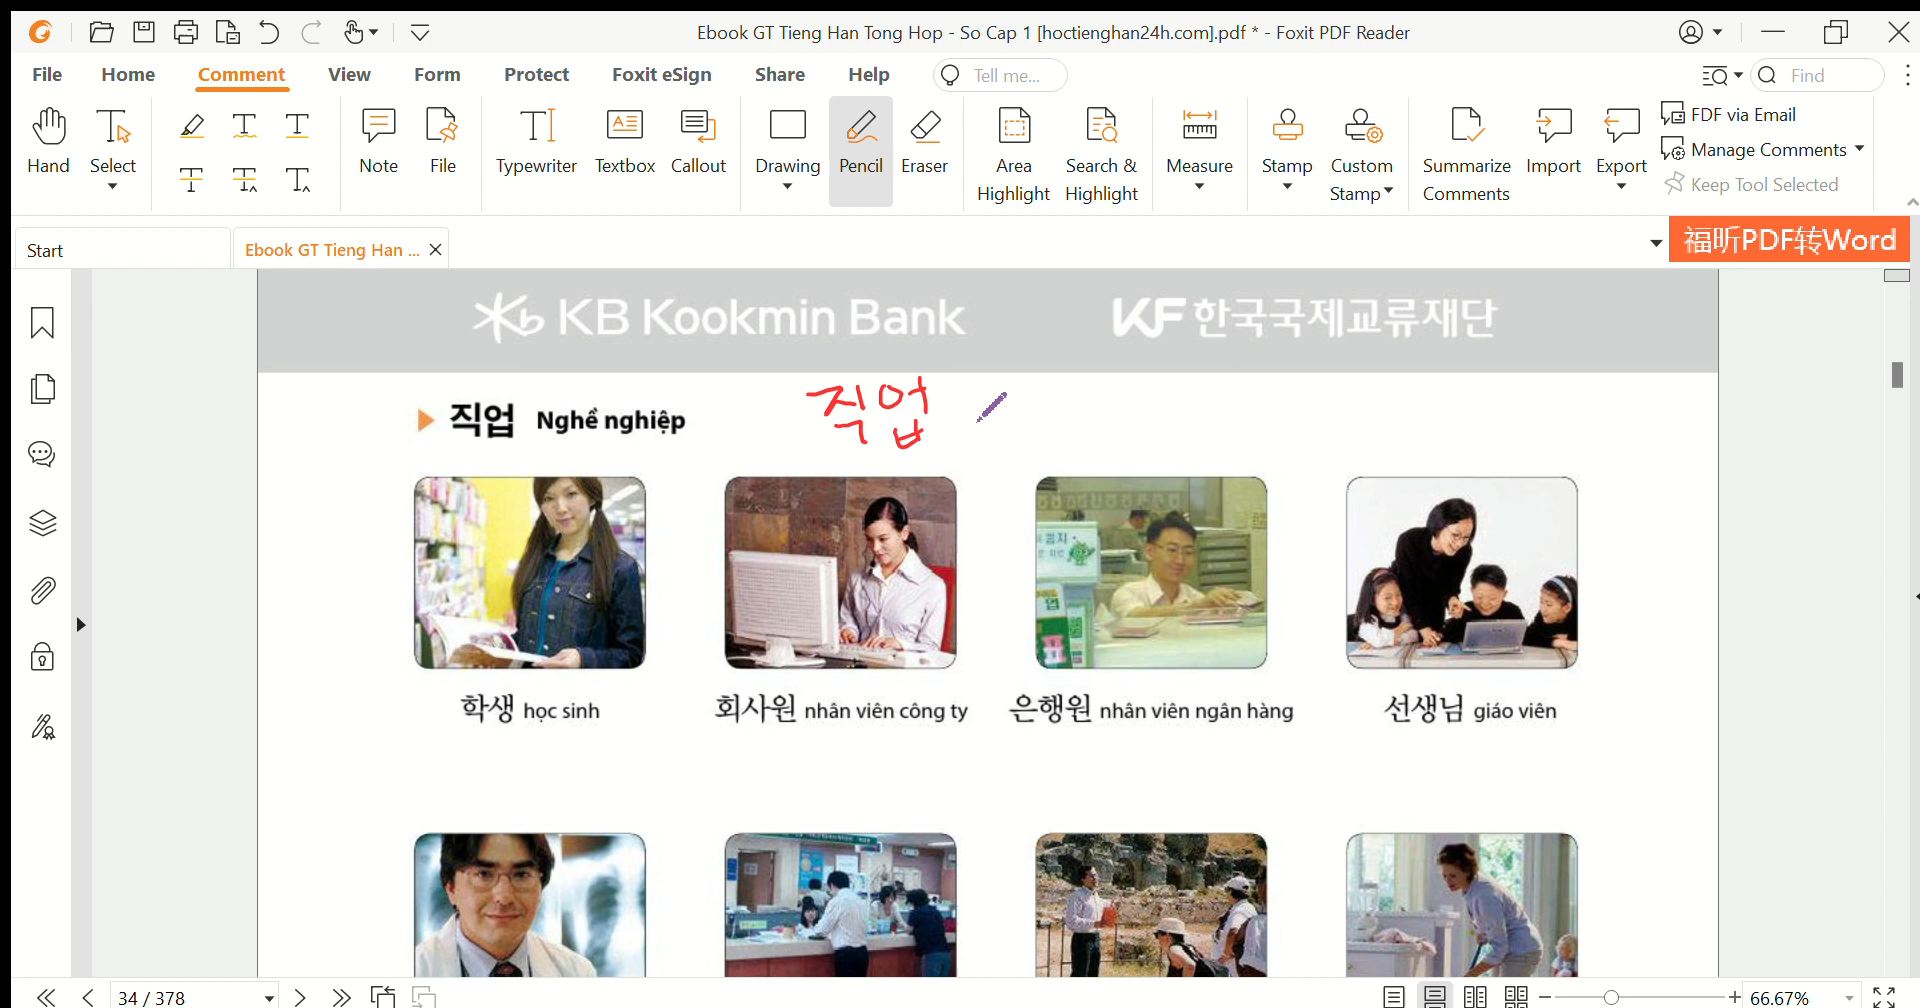 Ebook GT Tieng Han Tong Hop - So Cap 1 [hoctienghan24h.com].pdf * - Foxit PDF Reader
File Home Comment View Form Protect Foxit eSign Share Help Tell me... Find
Hand Select Note File Typewriter Textbox Callout Drawing Pencil Eraser Area Highlight Search & Highlight Measure Stamp Custom Stamp Summarize Comments Import Export
FDF via Email
Manage Comments
Keep Tool Selected
Start
Ebook GT Tieng Han ...
福昕PDF转Word
KB Kookmin Bank KF 한국국제교류재단
직업 Nghề nghiệp 직업
학생 học sinh 회사원 nhân viên công ty 은행원 nhân viên ngân hàng 선생님 giáo viên
34 / 378 66.67%